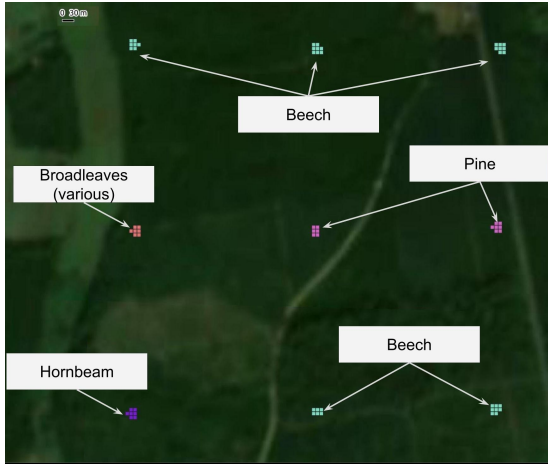 0 30 m
Beech
Pine
Broadleaves
(various)
Beech
Hornbeam